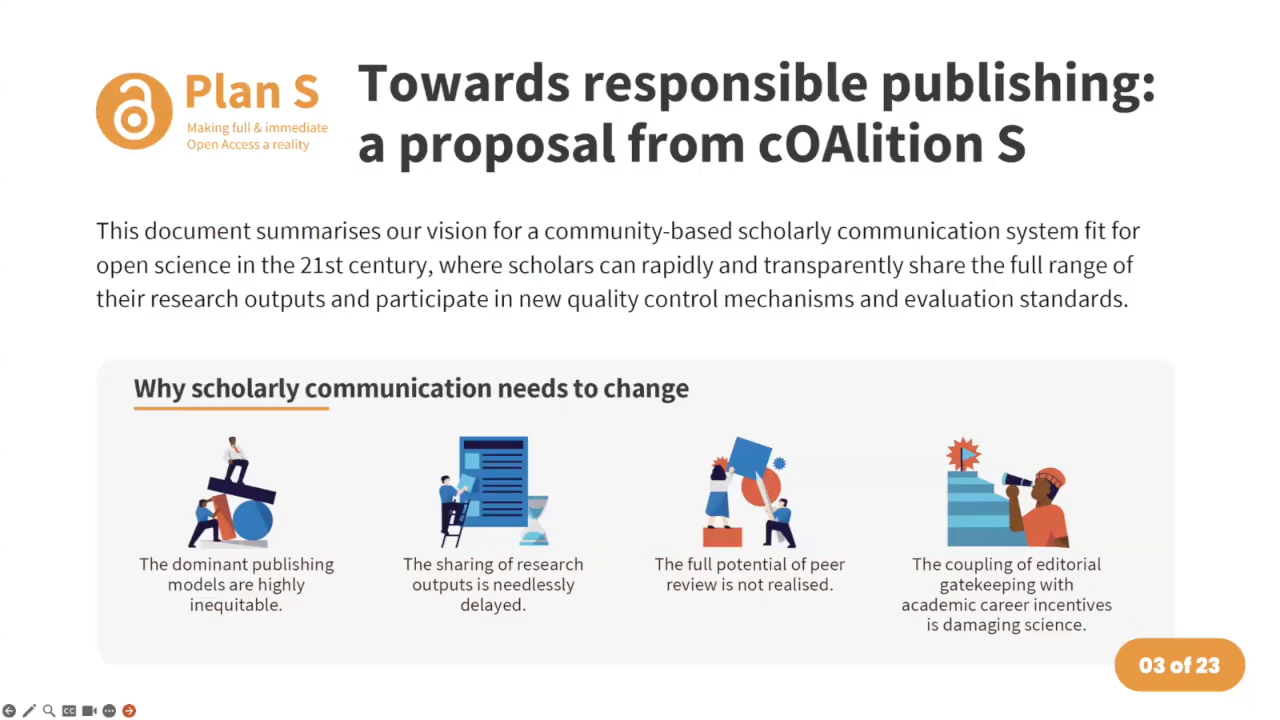 Plan S
Making full & immediate
Open Access a reality
Towards responsible publishing:
a proposal from cOAlition S
This document summarises our vision for a community-based scholarly communication system fit for
open science in the 21st century, where scholars can rapidly and transparently share the full range of
their research outputs and participate in new quality control mechanisms and evaluation standards.
Why scholarly communication needs to change
The dominant publishing
models are highly
inequitable.
The sharing of research
outputs is needlessly
delayed.
The full potential of peer
review is not realised.
The coupling of editorial
gatekeeping with
academic career incentives
is damaging science.
03 of 23
CC